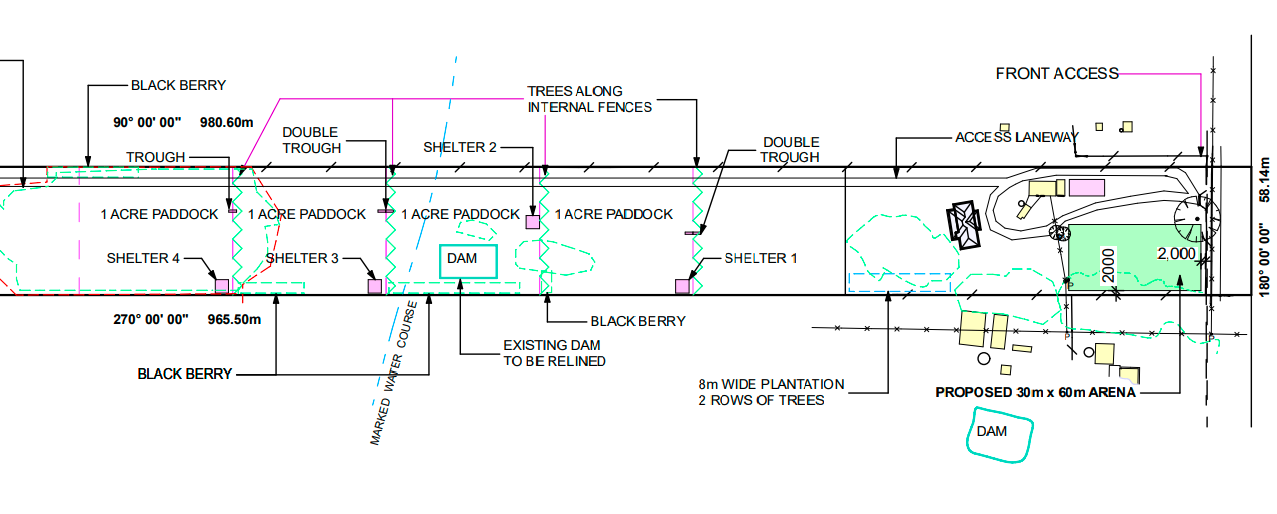 FRONT ACCESS
BLACK BERRY
TREES ALONG
INTERNAL FENCES
90° 00' 00" 980.60m
DOUBLE
TROUGH
SHELTER 2
DOUBLE
TROUGH
ACCESS LANEWAY
TROUGH
58.14m
180° 00' 00"
1 ACRE PADDOCK
1 ACRE PADDOCK
1 ACRE PADDOCK
1 ACRE PADDOCK
SHELTER 4
SHELTER 3
DAM
SHELTER 1
2000
2,000
270° 00' 00" 965.50m
BLACK BERRY
MARKED WATER COURSE
EXISTING DAM
TO BE RELINED
BLACK BERRY
8m WIDE PLANTATION
2 ROWS OF TREES
PROPOSED 30m x 60m ARENA
DAM